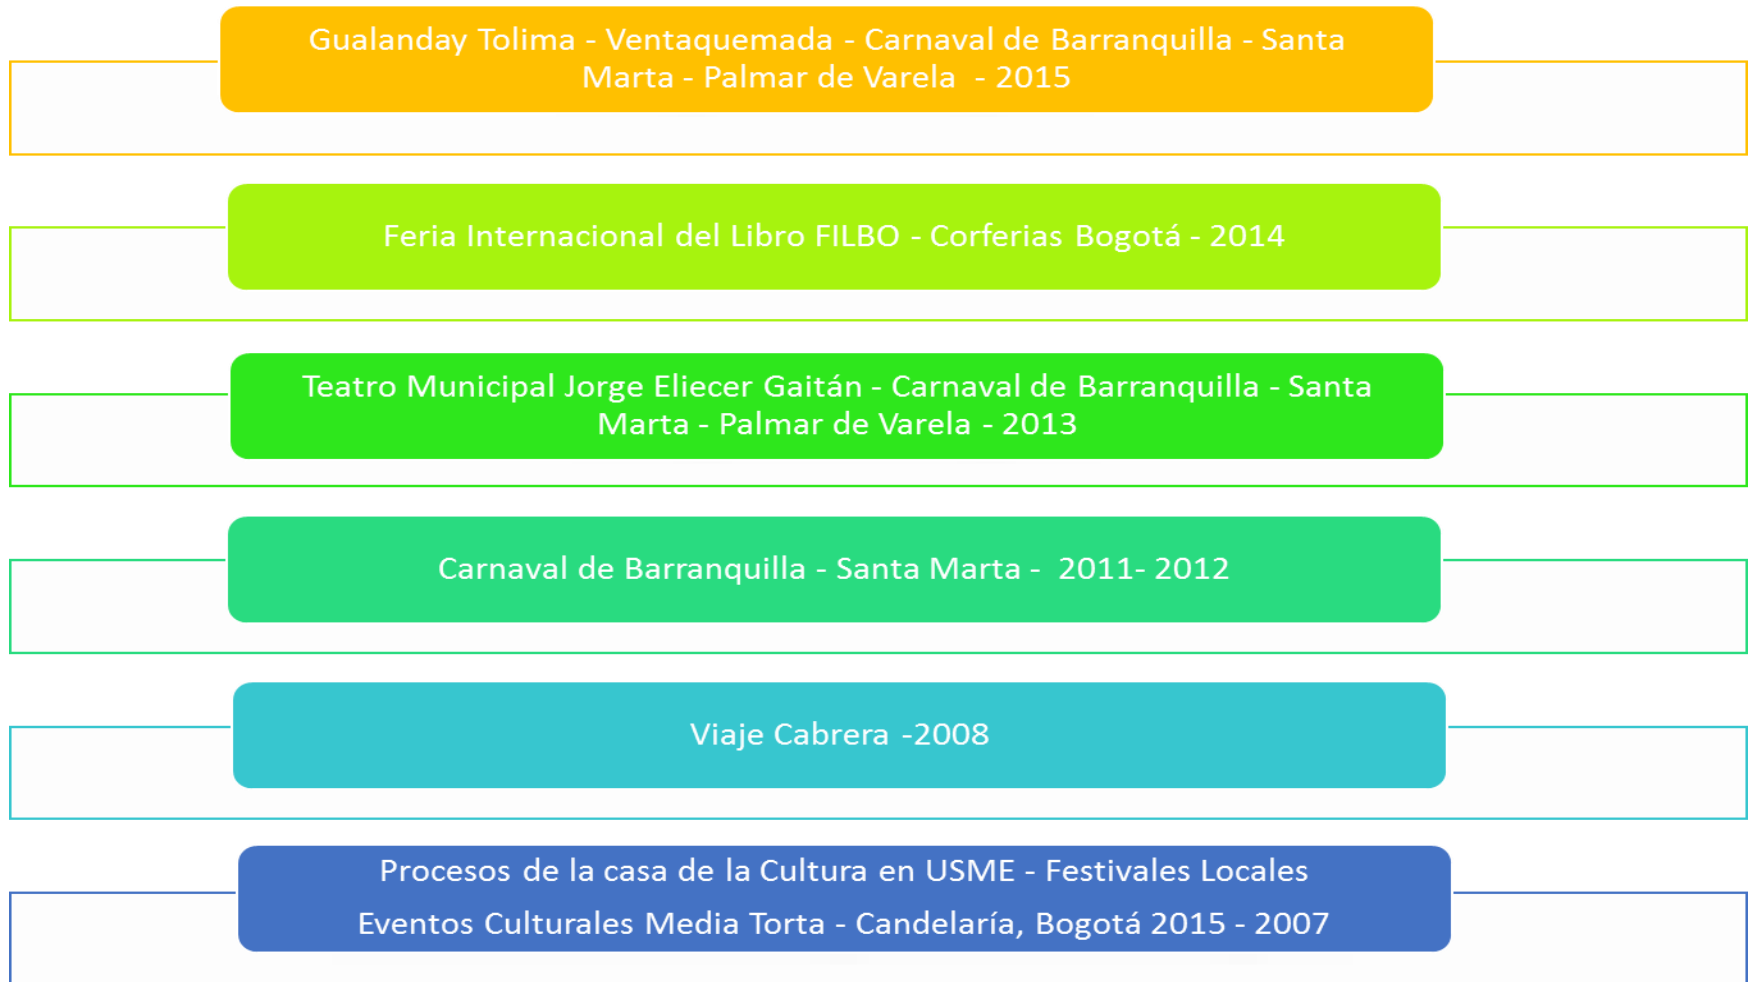 Gualanday Tolima - Ventaquemada - Carnaval de Barranquilla - Santa
Marta - Palmar de Varela  - 2015
Feria Internacional del Libro FILBO - Corferias Bogotá - 2014
Teatro Municipal Jorge Eliecer Gaitán - Carnaval de Barranquilla - Santa
Marta - Palmar de Varela - 2013
Carnaval de Barranquilla - Santa Marta -  2011- 2012
Viaje Cabrera -2008
Procesos de la casa de la Cultura en USME - Festivales Locales
Eventos Culturales Media Torta - Candelaría, Bogotá 2015 - 2007